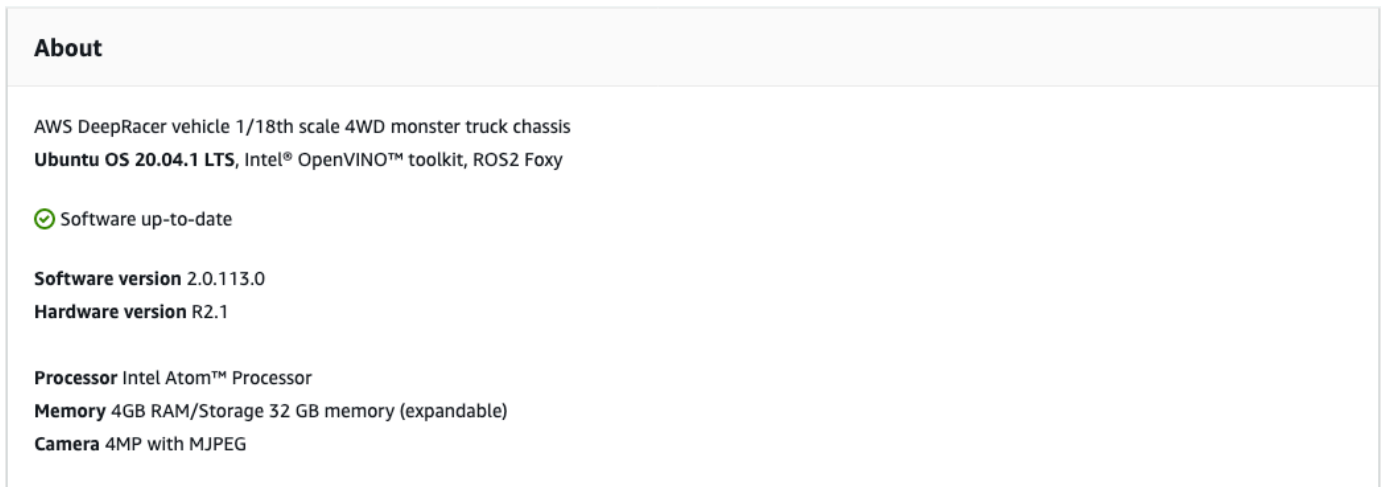 About
AWS DeepRacer vehicle 1/18th scale 4WD monster truck chassis
Ubuntu OS 20.04.1 LTS, Intel® OpenVINO™ toolkit, ROS2 Foxy
Software up-to-date
Software version 2.0.113.0
Hardware version R2.1
Processor Intel Atom™ Processor
Memory 4GB RAM/Storage 32 GB memory (expandable)
Camera 4MP with MJPEG